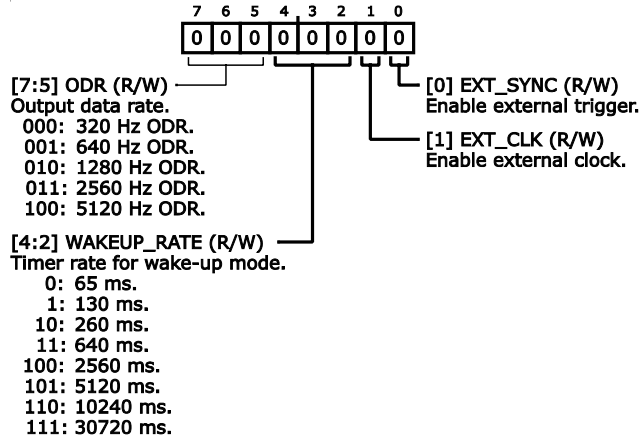 7 6 5 4 3 2 1 0
0 0 0 0 0 0 0 0
[7:5] ODR (R/W)
Output data rate.
000: 320 Hz ODR.
001: 640 Hz ODR.
010: 1280 Hz ODR.
011: 2560 Hz ODR.
100: 5120 Hz ODR.
[4:2] WAKEUP_RATE (R/W)
Timer rate for wake-up mode.
0: 65 ms.
1: 130 ms.
10: 260 ms.
11: 640 ms.
100: 2560 ms.
101: 5120 ms.
110: 10240 ms.
111: 30720 ms.
[0] EXT_SYNC (R/W)
Enable external trigger.
[1] EXT_CLK (R/W)
Enable external clock.